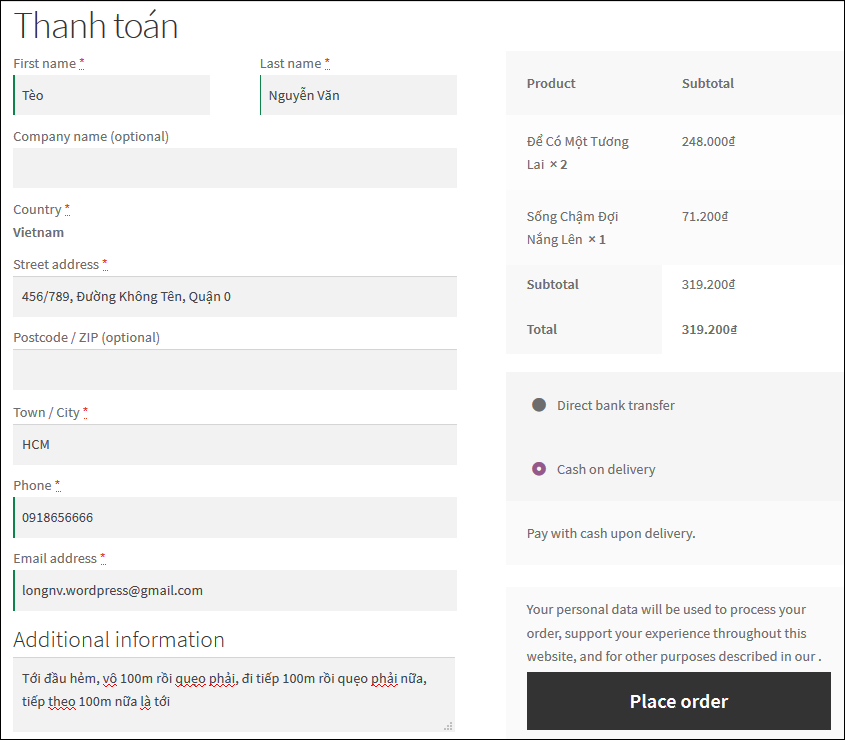 Thanh toán
First name *
Last name *
Tèo
Nguyễn Văn
Company name (optional)
Country *
Vietnam
Street address *
456/789, Đường Không Tên, Quận 0
Postcode / ZIP (optional)
Town / City *
HCM
Phone *
0918656666
Email address *
longnv.wordpress@gmail.com
Additional information
Tới đầu hẻm, vô 100m rồi quẹo phải, đi tiếp 100m rồi quẹo phải nữa,
tiếp theo 100m nữa là tới
Product Subtotal
Để Có Một Tương 248.000₫
Lai × 2
Sống Chậm Đợi 71.200₫
Nắng Lên × 1
Subtotal 319.200₫
Total 319.200₫
Direct bank transfer
Cash on delivery
Pay with cash upon delivery.
Your personal data will be used to process your
order, support your experience throughout this
website, and for other purposes described in our .
Place order